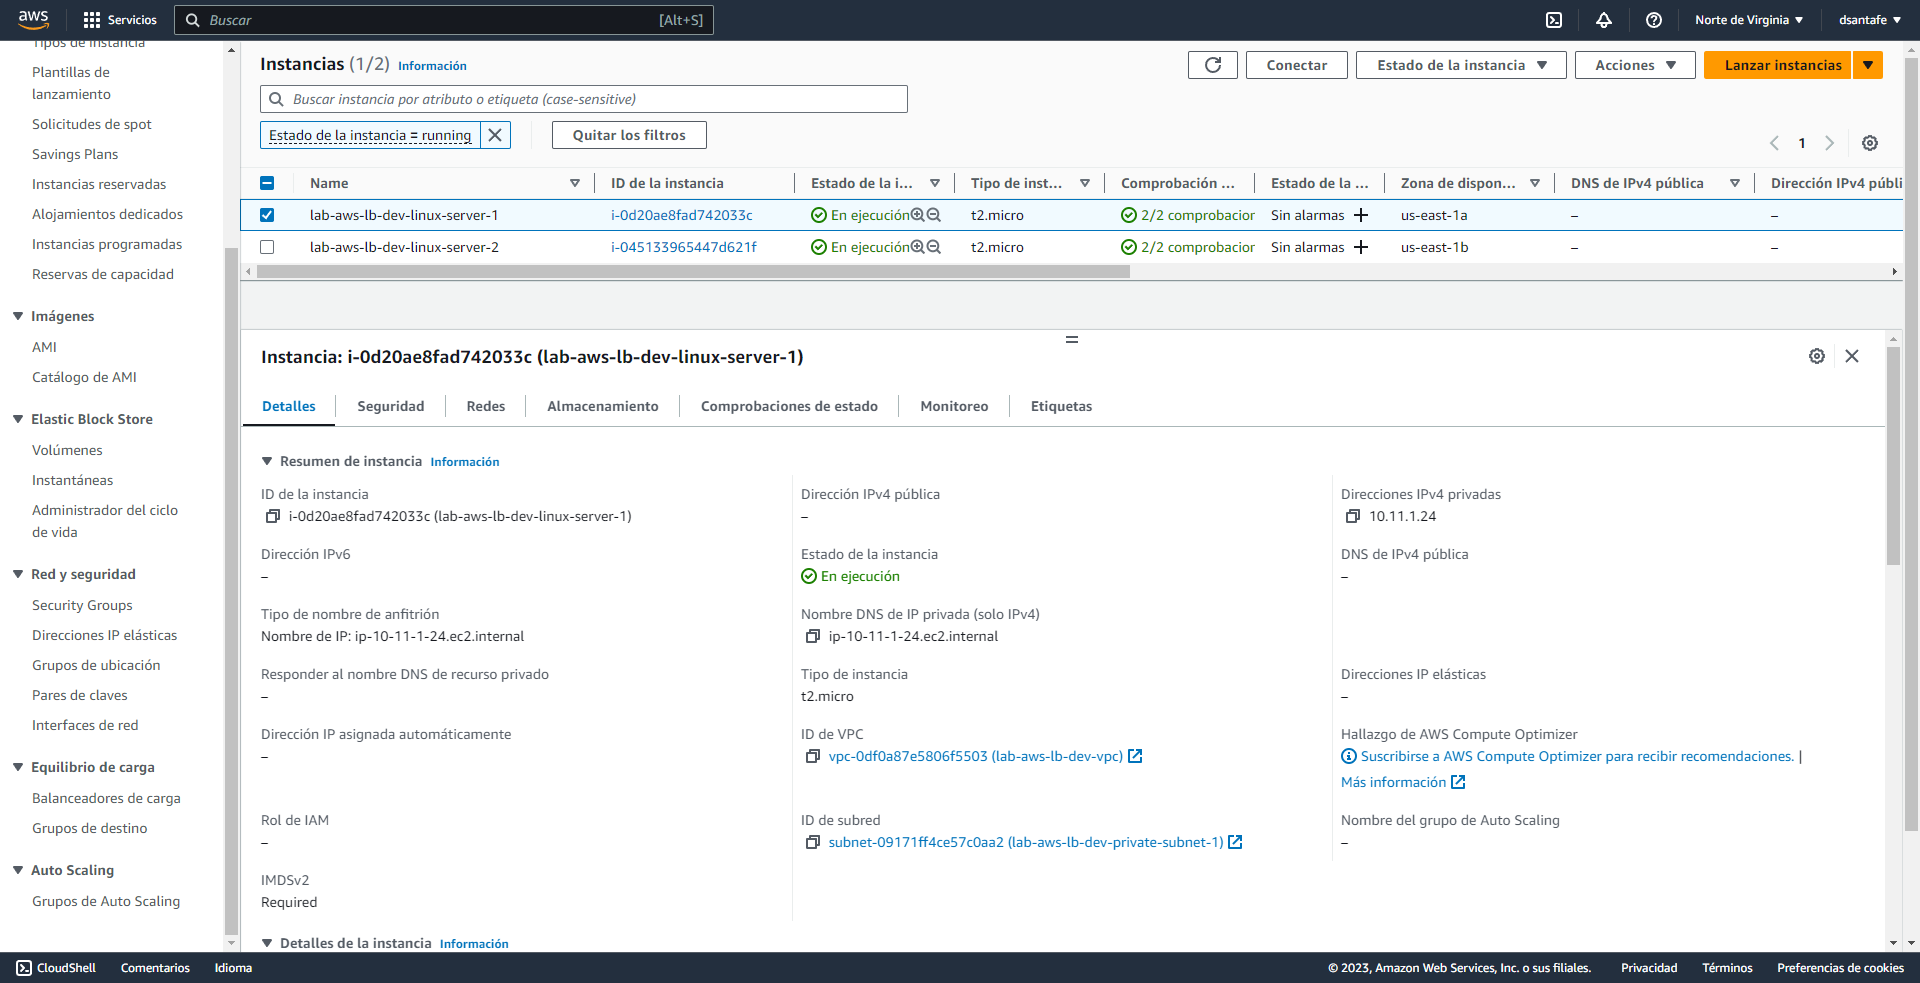 aws
Servicios
Buscar
[Alt+S]
Norte de Virginia
dsantafe
Tipos de instancia
Plantillas de
lanzamiento
Solicitudes de spot
Savings Plans
Instancias reservadas
Alojamientos dedicados
Instancias programadas
Reservas de capacidad
Imágenes
AMI
Catálogo de AMI
Elastic Block Store
Volúmenes
Instantáneas
Administrador del ciclo
de vida
Red y seguridad
Security Groups
Direcciones IP elásticas
Grupos de ubicación
Pares de claves
Interfaces de red
Equilibrio de carga
Balanceadores de carga
Grupos de destino
Auto Scaling
Grupos de Auto Scaling
Instancias (1/2) Información
Conectar
Estado de la instancia
Acciones
Lanzar instancias
Buscar instancia por atributo o etiqueta (case-sensitive)
Estado de la instancia = running
Quitar los filtros
1
Name ID de la instancia Estado de la i... Tipo de inst... Comprobación ... Estado de la ... Zona de dispon... DNS de IPv4 pública Dirección IPv4 públi
lab-aws-lb-dev-linux-server-1 i-0d20ae8fad742033c En ejecución t2.micro 2/2 comprobacior Sin alarmas us-east-1a – –
lab-aws-lb-dev-linux-server-2 i-045133965447d621f En ejecución t2.micro 2/2 comprobacior Sin alarmas us-east-1b – –
Instancia: i-0d20ae8fad742033c (lab-aws-lb-dev-linux-server-1)
Detalles
Seguridad
Redes
Almacenamiento
Comprobaciones de estado
Monitoreo
Etiquetas
Resumen de instancia Información
ID de la instancia
i-0d20ae8fad742033c (lab-aws-lb-dev-linux-server-1)
Dirección IPv4 pública
–
Direcciones IPv4 privadas
10.11.1.24
Dirección IPv6
–
Estado de la instancia
En ejecución
DNS de IPv4 pública
–
Tipo de nombre de anfitrión
Nombre de IP: ip-10-11-1-24.ec2.internal
Nombre DNS de IP privada (solo IPv4)
ip-10-11-1-24.ec2.internal
Responder al nombre DNS de recurso privado
–
Tipo de instancia
t2.micro
Direcciones IP elásticas
–
Dirección IP asignada automáticamente
–
ID de VPC
vpc-0df0a87e5806f5503 (lab-aws-lb-dev-vpc)
Hallazgo de AWS Compute Optimizer
Suscribirse a AWS Compute Optimizer para recibir recomendaciones. |
Más información
Rol de IAM
–
ID de subred
subnet-09171ff4ce57c0aa2 (lab-aws-lb-dev-private-subnet-1)
Nombre del grupo de Auto Scaling
–
IMDSv2
Required
Detalles de la instancia Información
CloudShell
Comentarios
Idioma
© 2023, Amazon Web Services, Inc. o sus filiales.
Privacidad
Términos
Preferencias de cookies